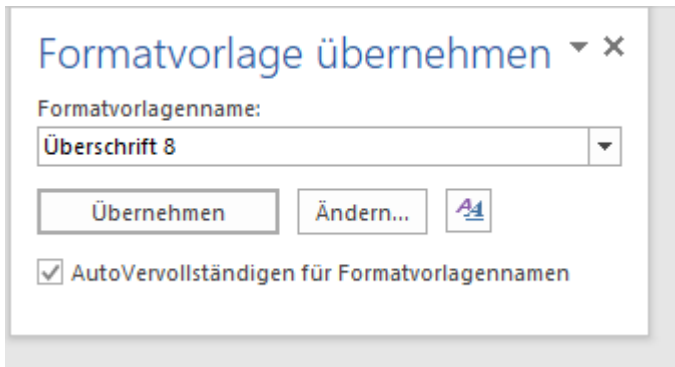 Formatvorlage übernehmen
Formatvorlagenname:
Überschrift 8
Übernehmen
Ändern...
AutoVervollständigen für Formatvorlagennamen